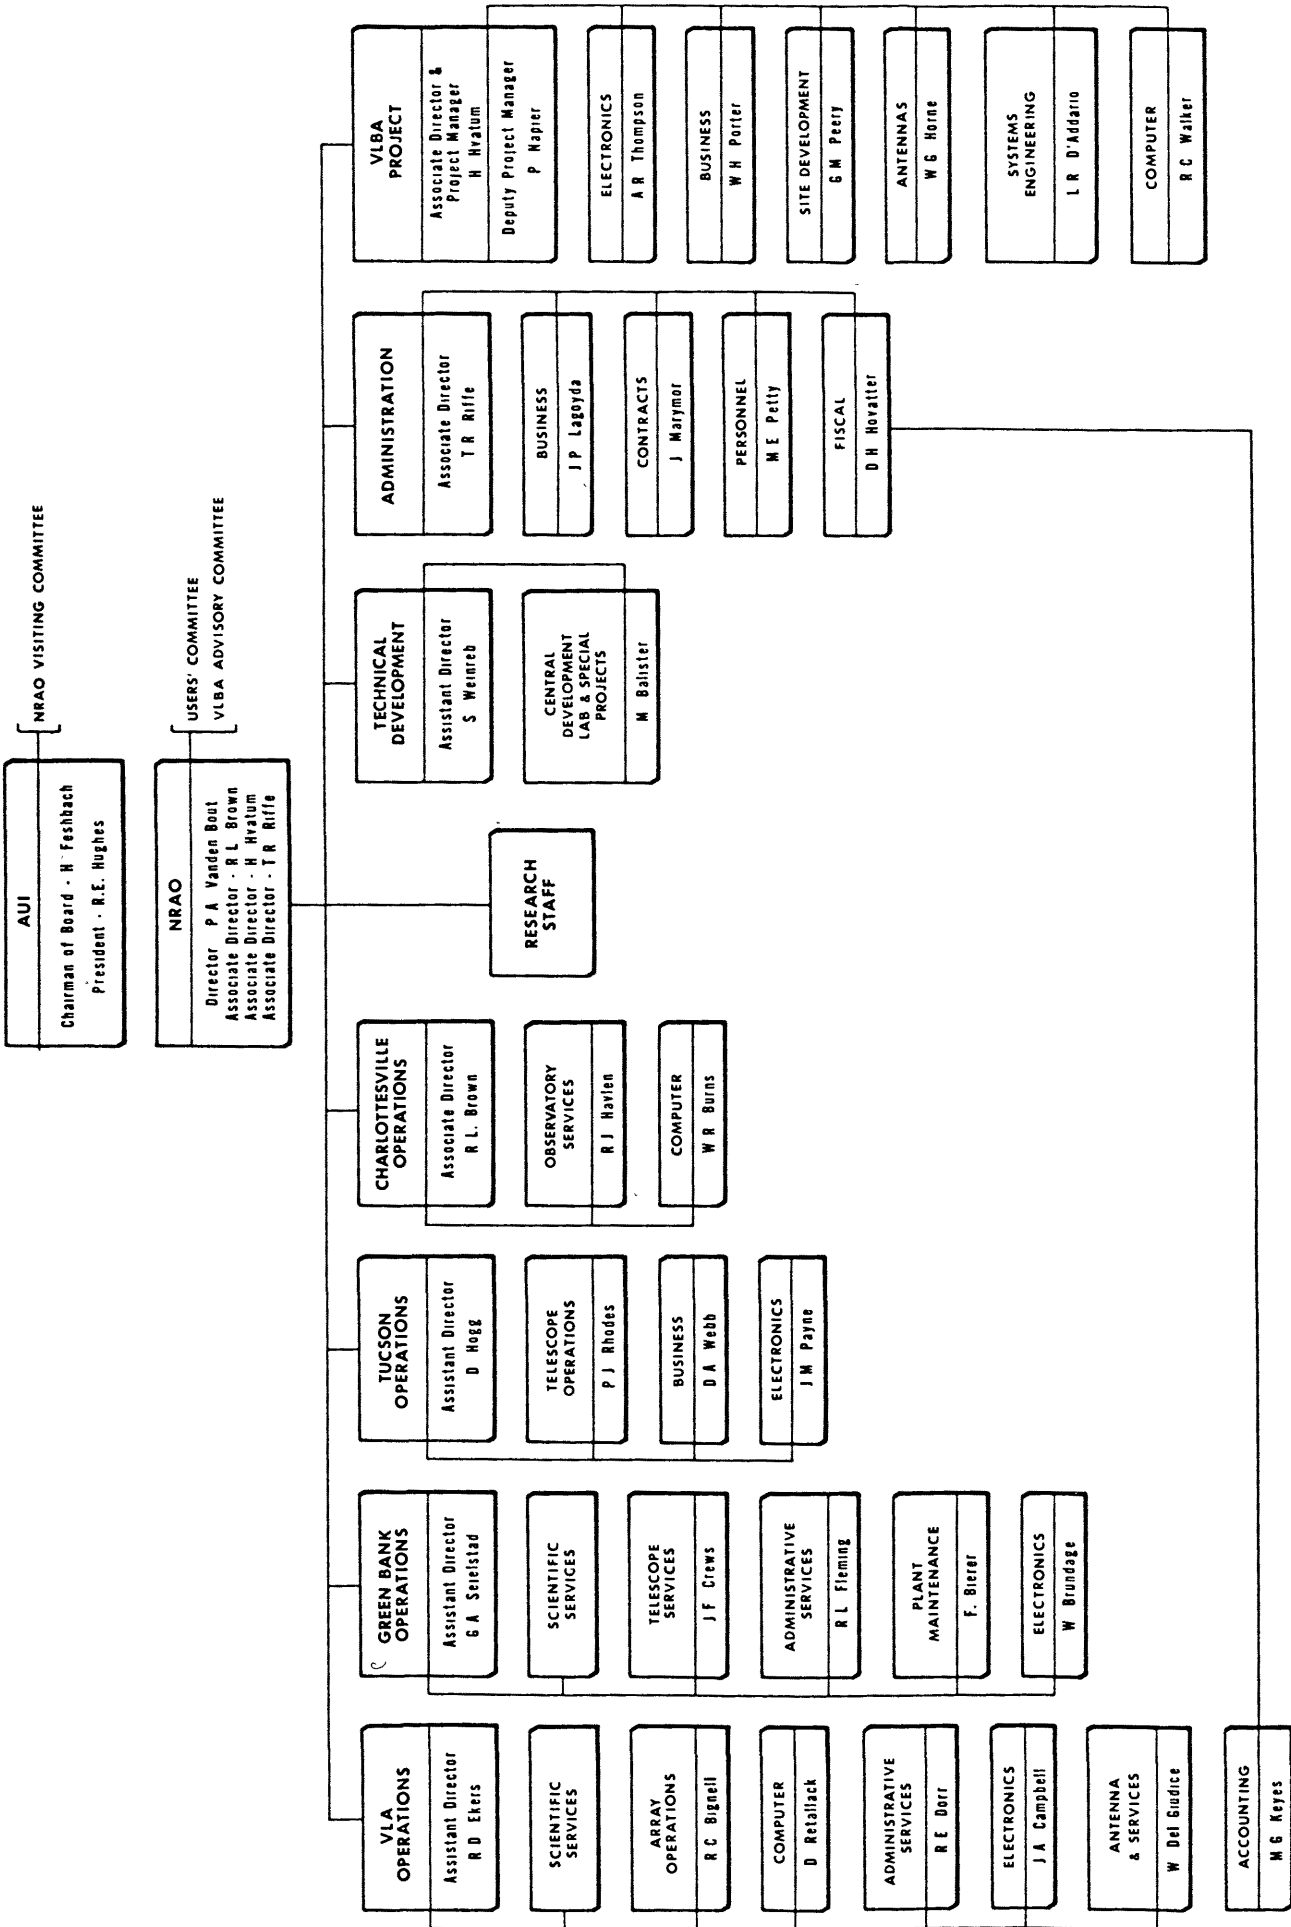 AUI
Chairman of Board - H Feshbach
President - R.E. Hughes
NRAO VISITING COMMITTEE
NRAO
Director P A Vanden Bout
Associate Director - R L Brown
Associate Director - H Hvatum
Associate Director - T R Riffe
USERS' COMMITTEE
VLBA ADVISORY COMMITTEE
VLA
OPERATIONS
Assistant Director
R D Ekers
SCIENTIFIC
SERVICES
ARRAY
OPERATIONS
R C Bignell
COMPUTER
D Retallack
ADMINISTRATIVE
SERVICES
R E Dorr
ELECTRONICS
J A Campbell
ANTENNA
& SERVICES
W Del Giudice
ACCOUNTING
M G Keyes
GREEN BANK
OPERATIONS
Assistant Director
G A Seielstad
SCIENTIFIC
SERVICES
TELESCOPE
SERVICES
J F Crews
ADMINISTRATIVE
SERVICES
R L Fleming
PLANT
MAINTENANCE
F. Bierer
ELECTRONICS
W Brundage
TUCSON
OPERATIONS
Assistant Director
D Hogg
TELESCOPE
OPERATIONS
P J Rhodes
BUSINESS
D A Webb
ELECTRONICS
J M Payne
CHARLOTTESVILLE
OPERATIONS
Associate Director
R L. Brown
OBSERVATORY
SERVICES
R J Havlen
COMPUTER
W R Burns
RESEARCH
STAFF
TECHNICAL
DEVELOPMENT
Assistant Director
S Weinreb
CENTRAL
DEVELOPMENT
LAB & SPECIAL
PROJECTS
M Balister
ADMINISTRATION
Associate Director
T R Riffe
BUSINESS
J P Lagoyda
CONTRACTS
J Marymor
PERSONNEL
M E Petty
FISCAL
D H Hovatter
VLBA
PROJECT
Associate Director &
Project Manager
H Hvatum
Deputy Project Manager
P Napier
ELECTRONICS
A R Thompson
BUSINESS
W H Porter
SITE DEVELOPMENT
G M Peery
ANTENNAS
W G Horne
SYSTEMS
ENGINEERING
L R D'Addario
COMPUTER
R C Walker